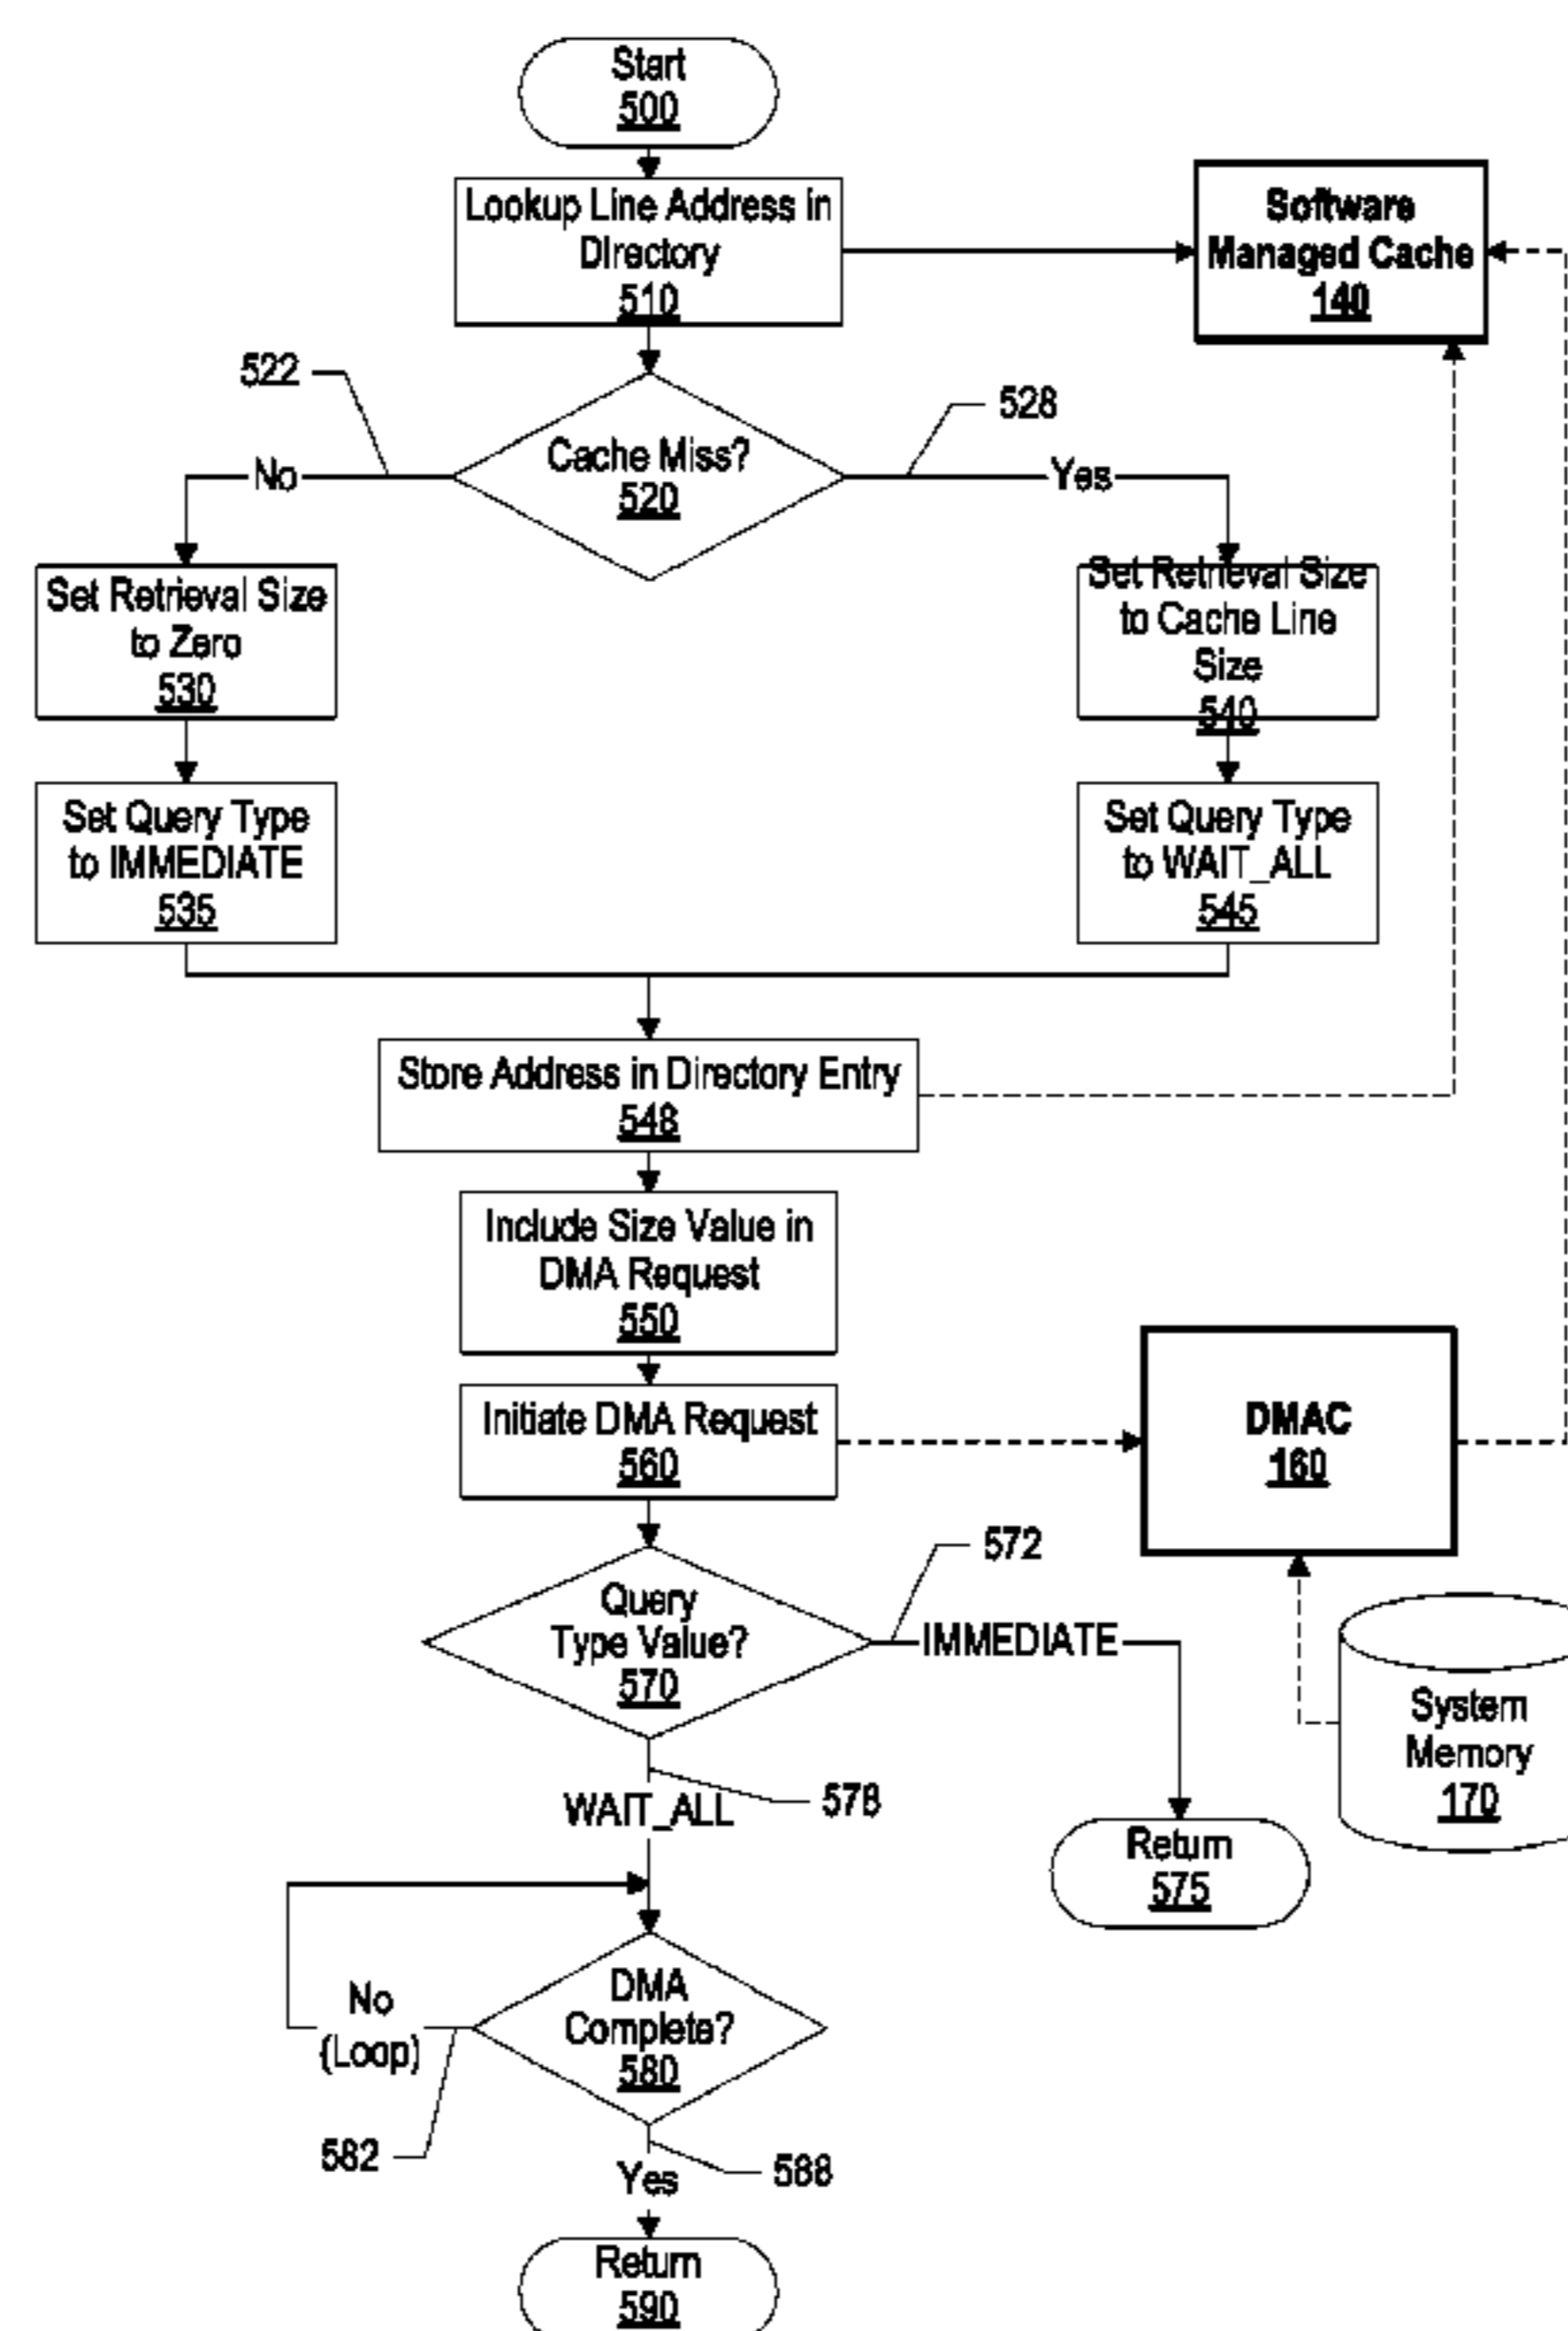 Start
500
Lookup Line Address in
Directory
510
Software
Managed Cache
140
522
528
Cache Miss?
520
No
Yes
Set Retrieval Size
to Zero
530
Set Retrieval Size
to Cache Line
Size
540
Set Query Type
to IMMEDIATE
535
Set Query Type
to WAIT_ALL
545
Store Address in Directory Entry
548
Include Size Value in
DMA Request
550
Initiate DMA Request
560
DMAC
160
572
Query
Type Value?
570
IMMEDIATE
System
Memory
170
578
WAIT_ALL
Return
575
No
(Loop)
DMA
Complete?
580
582
588
Yes
Return
590